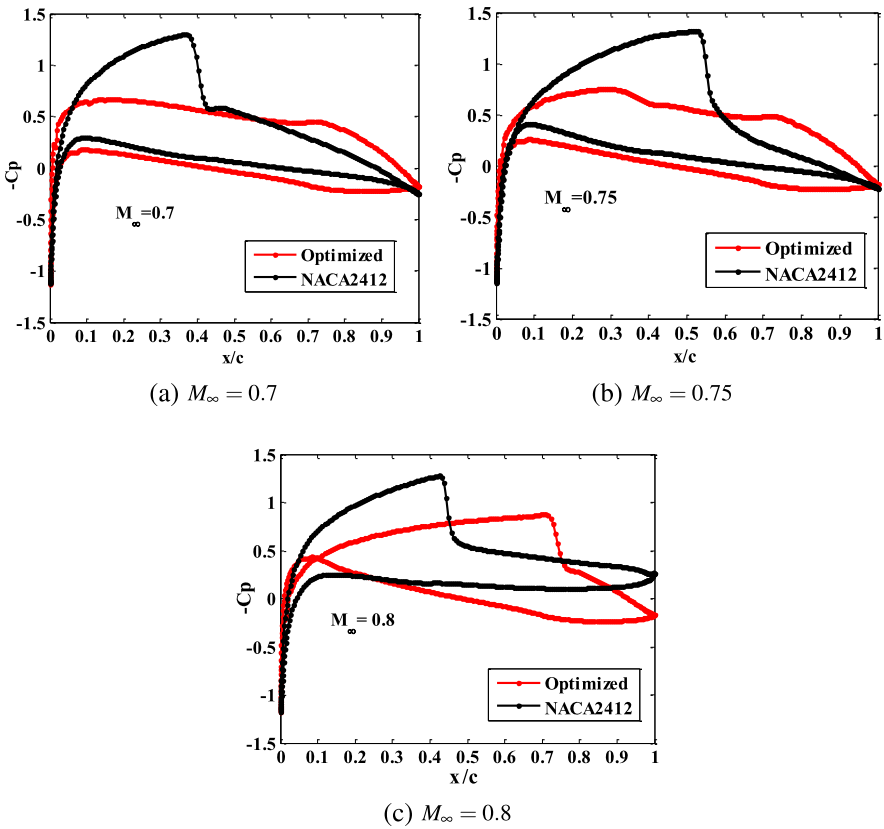 1.5
1
0.5
0
-0.5
-1
-1.5
-Cp
M∞=0.7
Optimized
NACA2412
0 0.1 0.2 0.3 0.4 0.5 0.6 0.7 0.8 0.9 1
x/c
(a) M∞ = 0.7
1.5
1
0.5
0
-0.5
-1
-1.5
-Cp
M∞=0.75
Optimized
NACA2412
0 0.1 0.2 0.3 0.4 0.5 0.6 0.7 0.8 0.9 1
x/c
(b) M∞ = 0.75
1.5
1
0.5
0
-0.5
-1
-1.5
-Cp
M∞= 0.8
Optimized
NACA2412
0 0.1 0.2 0.3 0.4 0.5 0.6 0.7 0.8 0.9 1
x/c
(c) M∞ = 0.8